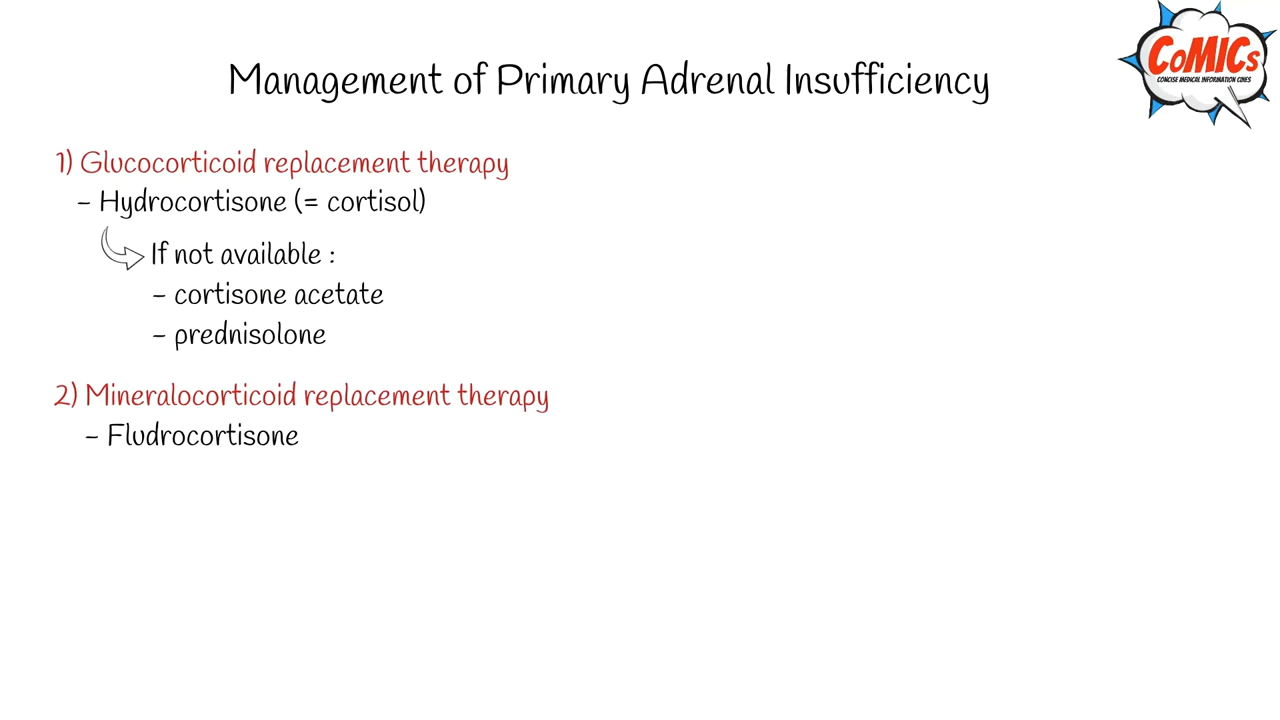 CoMICs
CONCISE MEDICAL INFORMATION CINES
Management of Primary Adrenal Insufficiency
1) Glucocorticoid replacement therapy
- Hydrocortisone (= cortisol)
If not available :
- cortisone acetate
- prednisolone
2) Mineralocorticoid replacement therapy
- Fludrocortisone